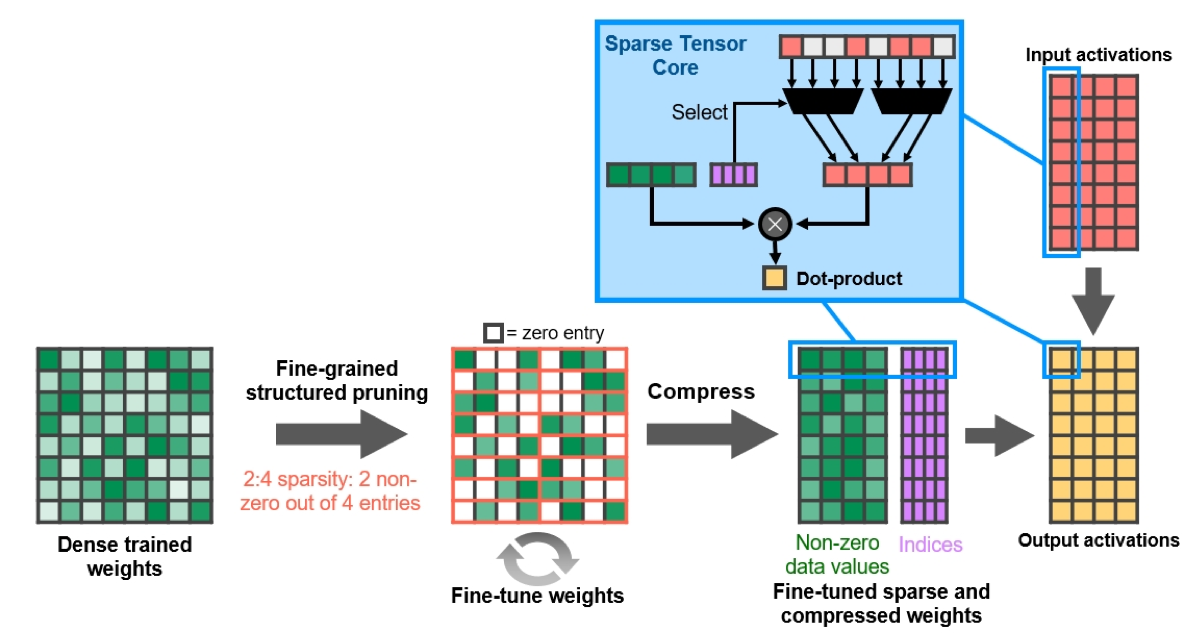 Sparse Tensor
Core
Select
Dot-product
Input activations
= zero entry
Fine-grained
structured pruning
2:4 sparsity: 2 non-
zero out of 4 entries
Compress
Dense trained
weights
Fine-tune weights
Non-zero
data values
Indices
Fine-tuned sparse and
compressed weights
Output activations